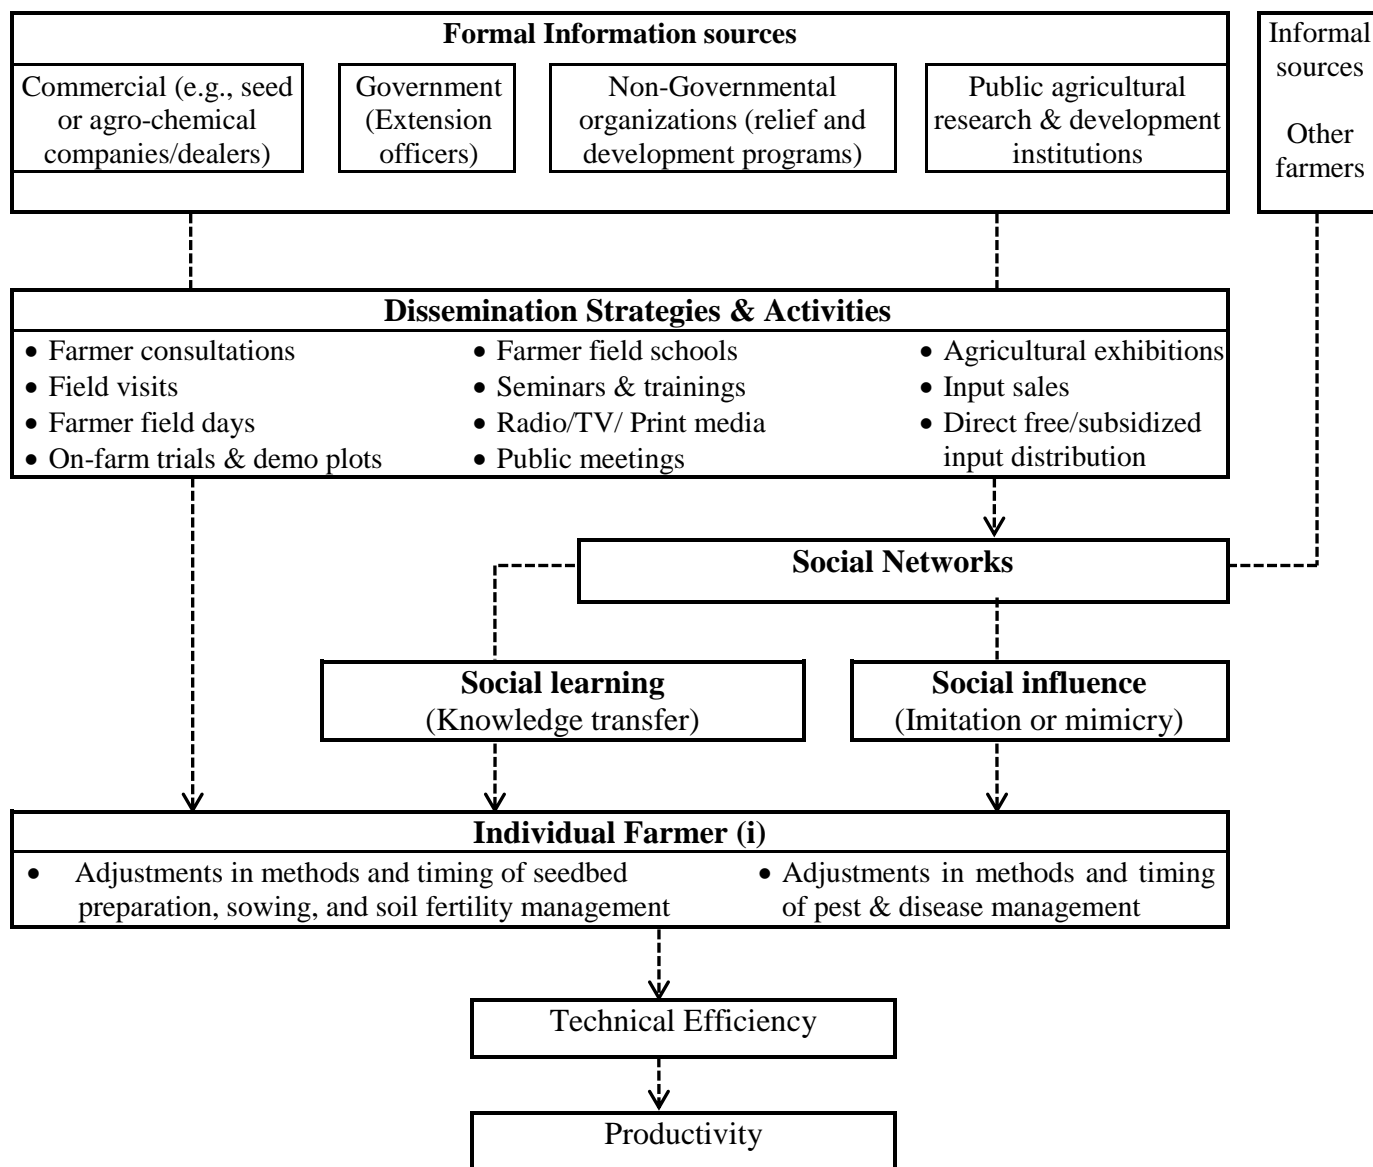 Formal Information sources
Commercial (e.g., seed
or agro-chemical
companies/dealers)
Government
(Extension
officers)
Non-Governmental
organizations (relief and
development programs)
Public agricultural
research & development
institutions
Informal
sources
Other
farmers
Dissemination Strategies & Activities
• Farmer consultations
• Field visits
• Farmer field days
• On-farm trials & demo plots
• Farmer field schools
• Seminars & trainings
• Radio/TV/ Print media
• Public meetings
• Agricultural exhibitions
• Input sales
• Direct free/subsidized
input distribution
Social Networks
Social learning
(Knowledge transfer)
Social influence
(Imitation or mimicry)
Individual Farmer (i)
• Adjustments in methods and timing of seedbed
preparation, sowing, and soil fertility management
• Adjustments in methods and timing
of pest & disease management
Technical Efficiency
Productivity